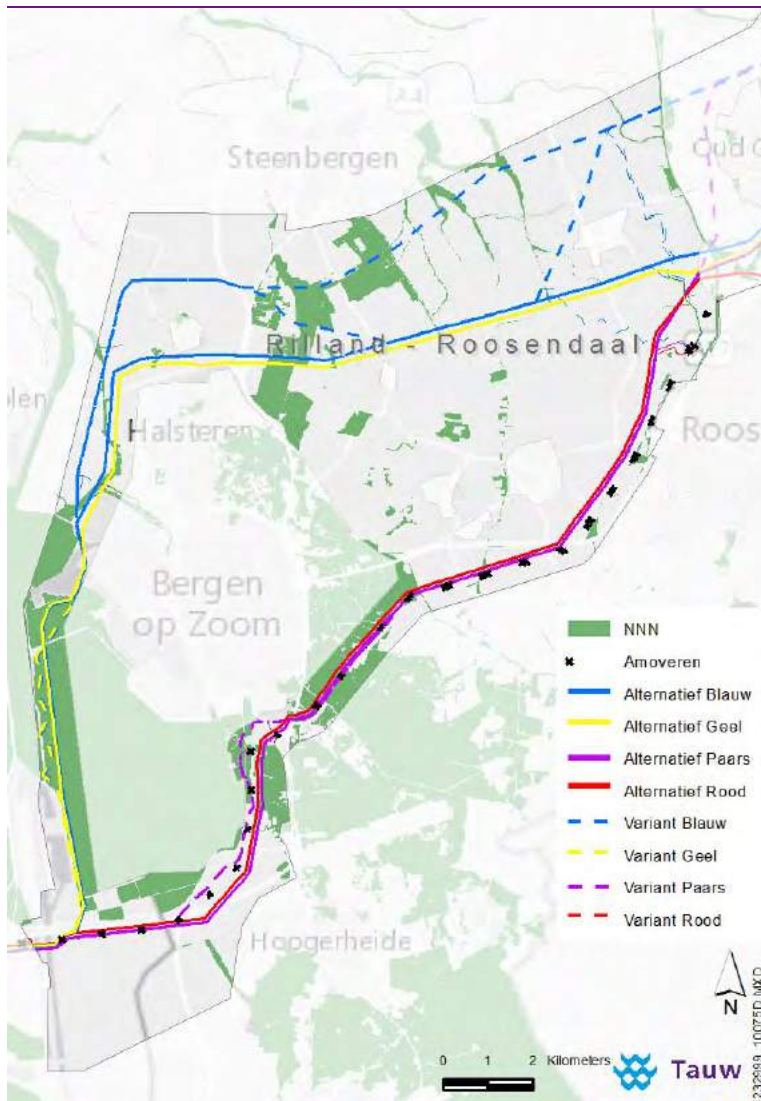 Steenbergen
Oud
Rilland - Roosendaal
Halsteren
Roos
Bergen
op Zoom
Hoogerheide
NNN
Amoveren
Alternatief Blauw
Alternatief Geel
Alternatief Paars
Alternatief Rood
Variant Blauw
Variant Geel
Variant Paars
Variant Rood
N
0 1 2 Kilometers
Tauw